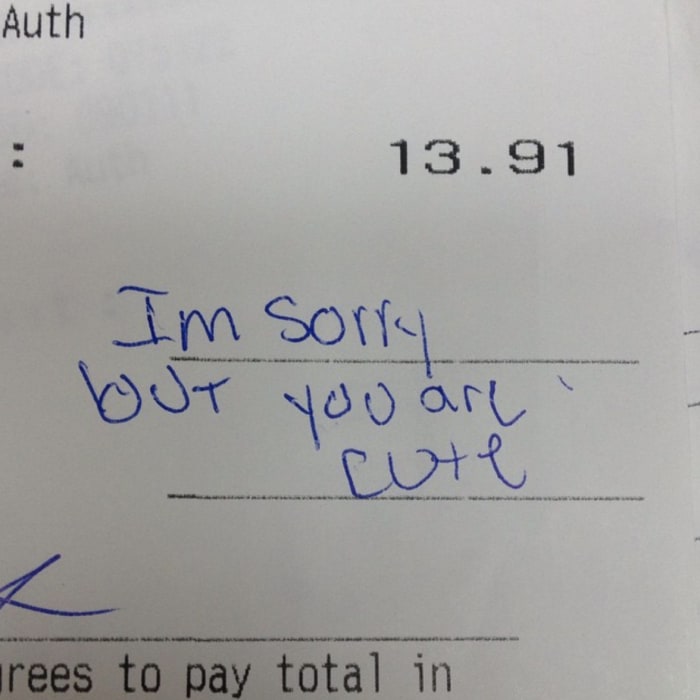 Auth
: 13.91
Im sorry
but you are
cute
rees to pay total in